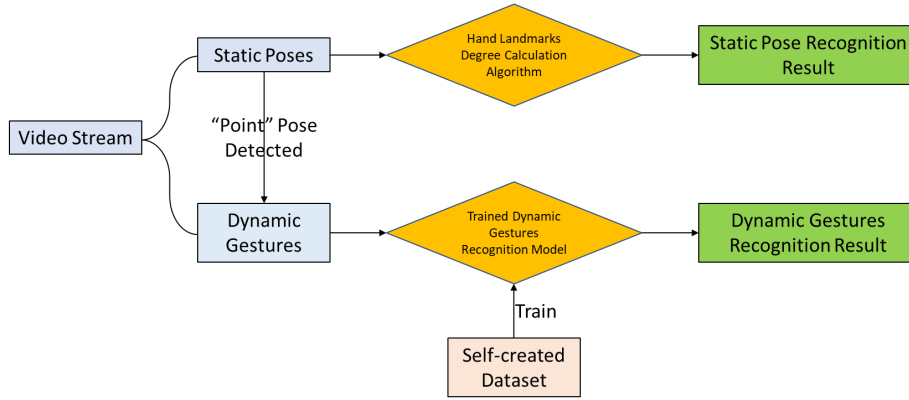 Static Poses
Hand Landmarks
Degree Calculation
Algorithm
Static Pose Recognition
Result
Video Stream
“Point” Pose
Detected
Dynamic
Gestures
Trained Dynamic
Gestures
Recognition Model
Dynamic Gestures
Recognition Result
Train
Self-created
Dataset